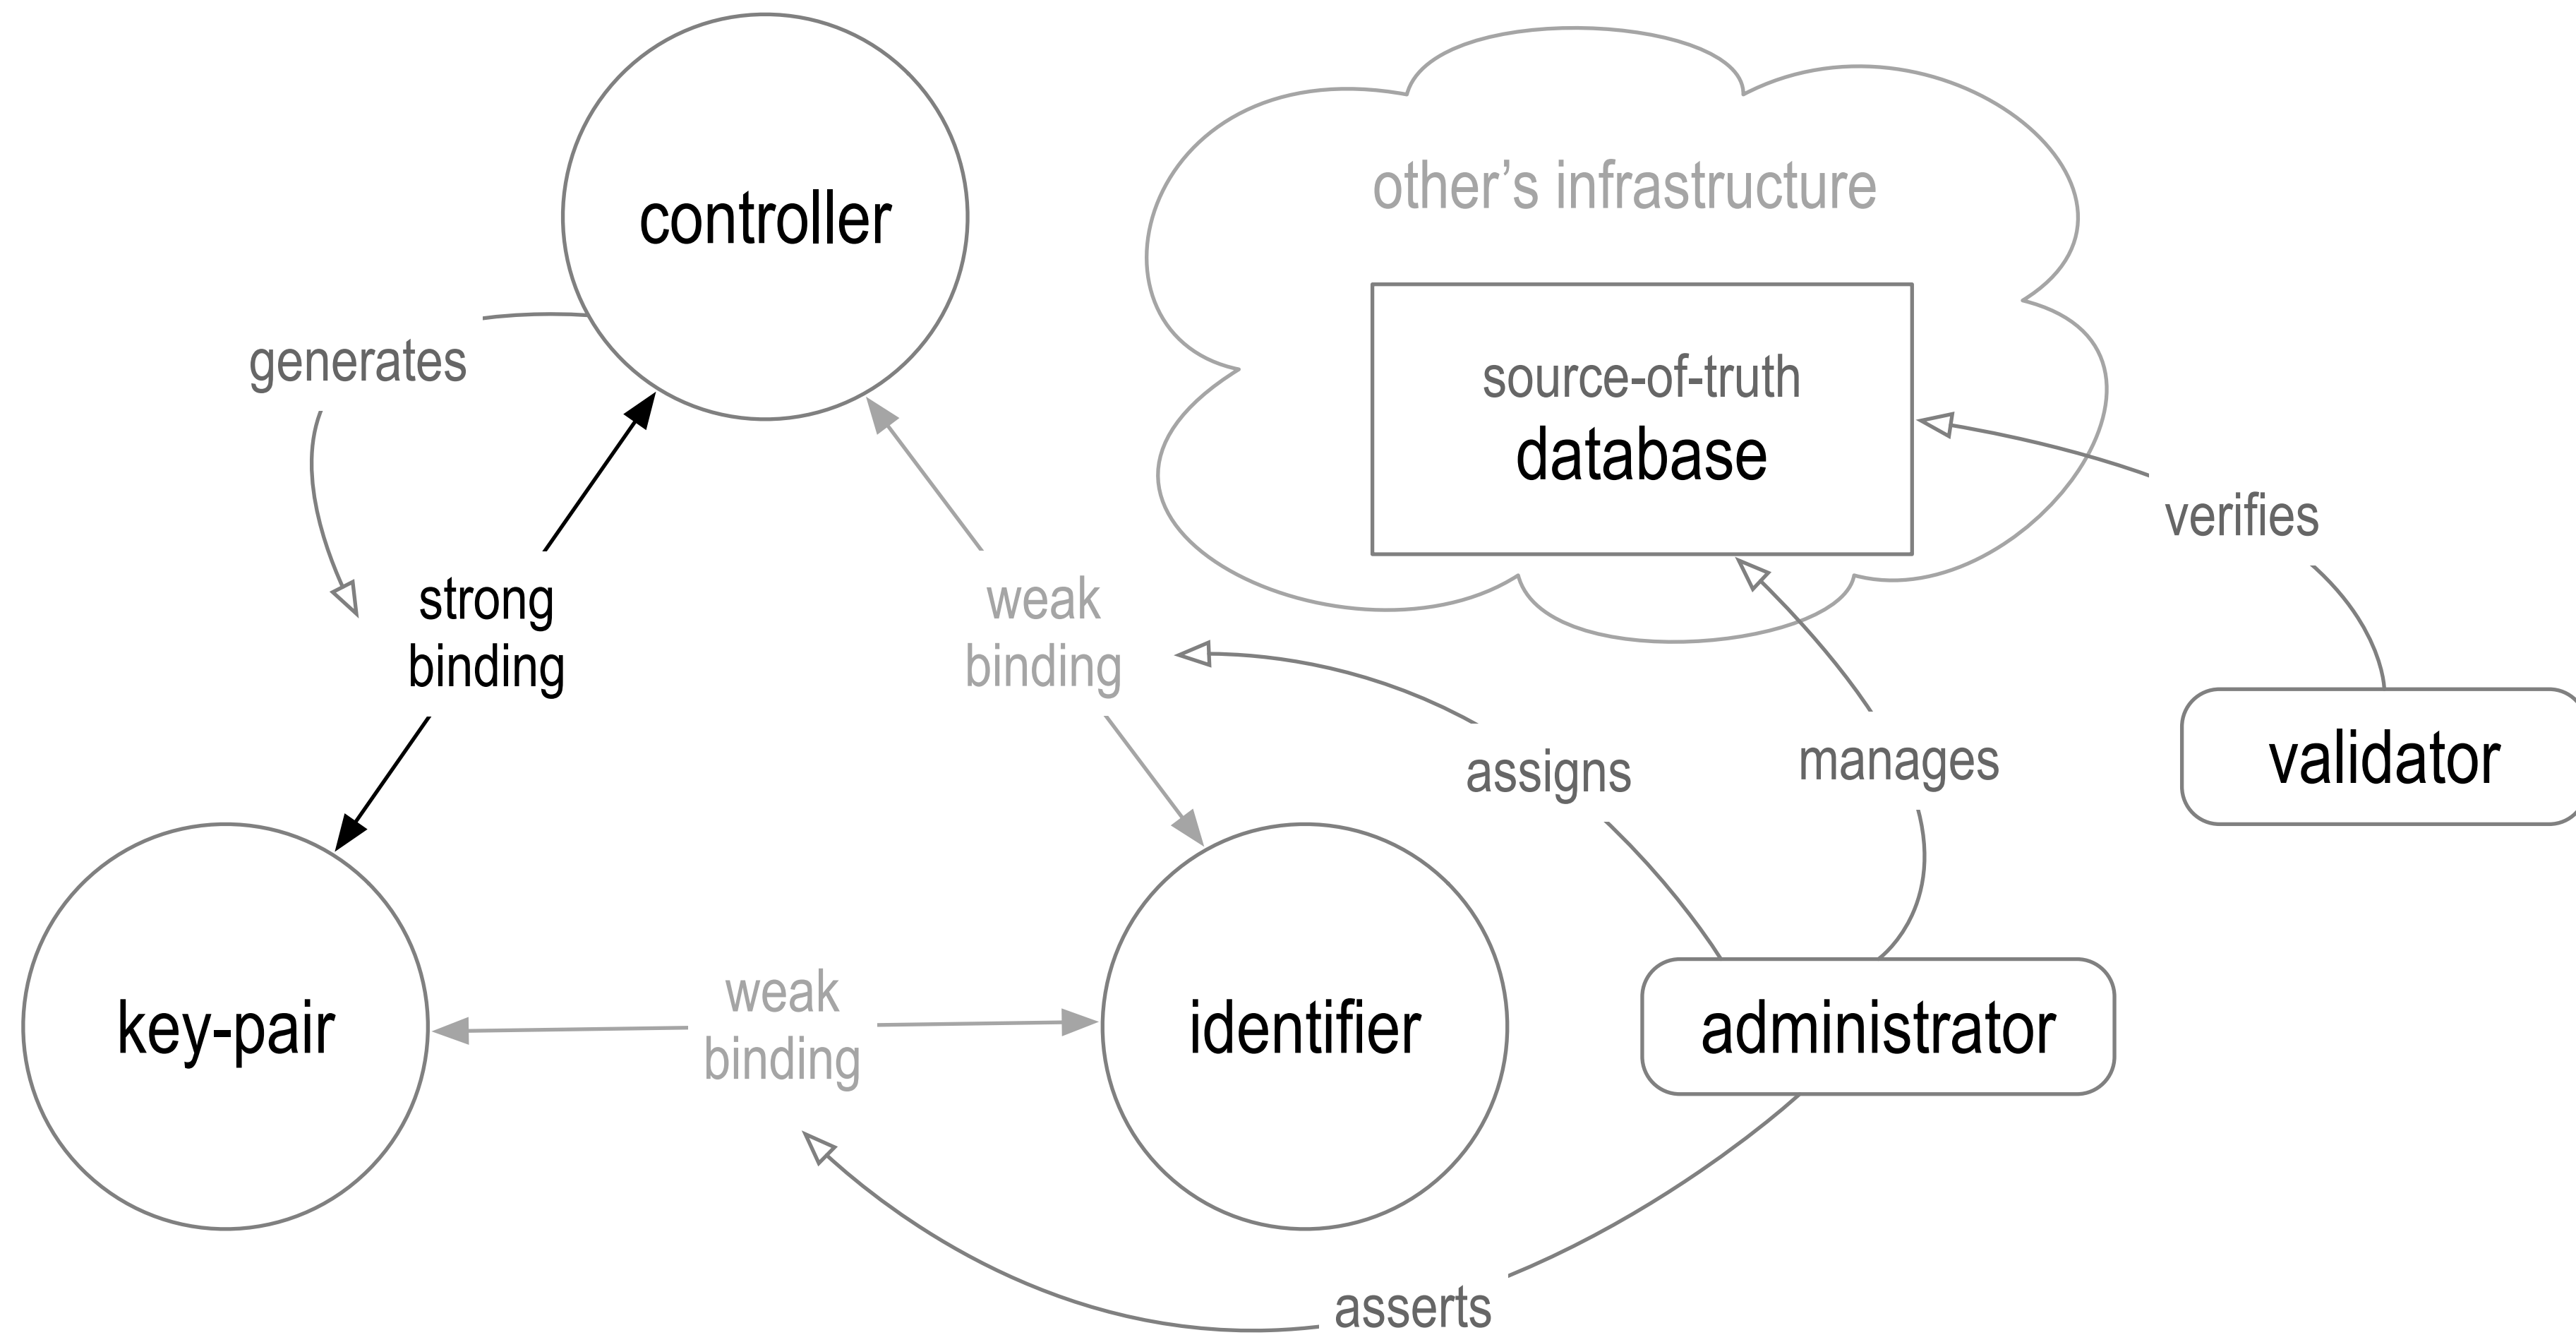 controller
other’s infrastructure
generates
source-of-truth
database
verifies
strong
binding
weak
binding
assigns
manages
validator
key-pair
weak
binding
identifier
administrator
asserts